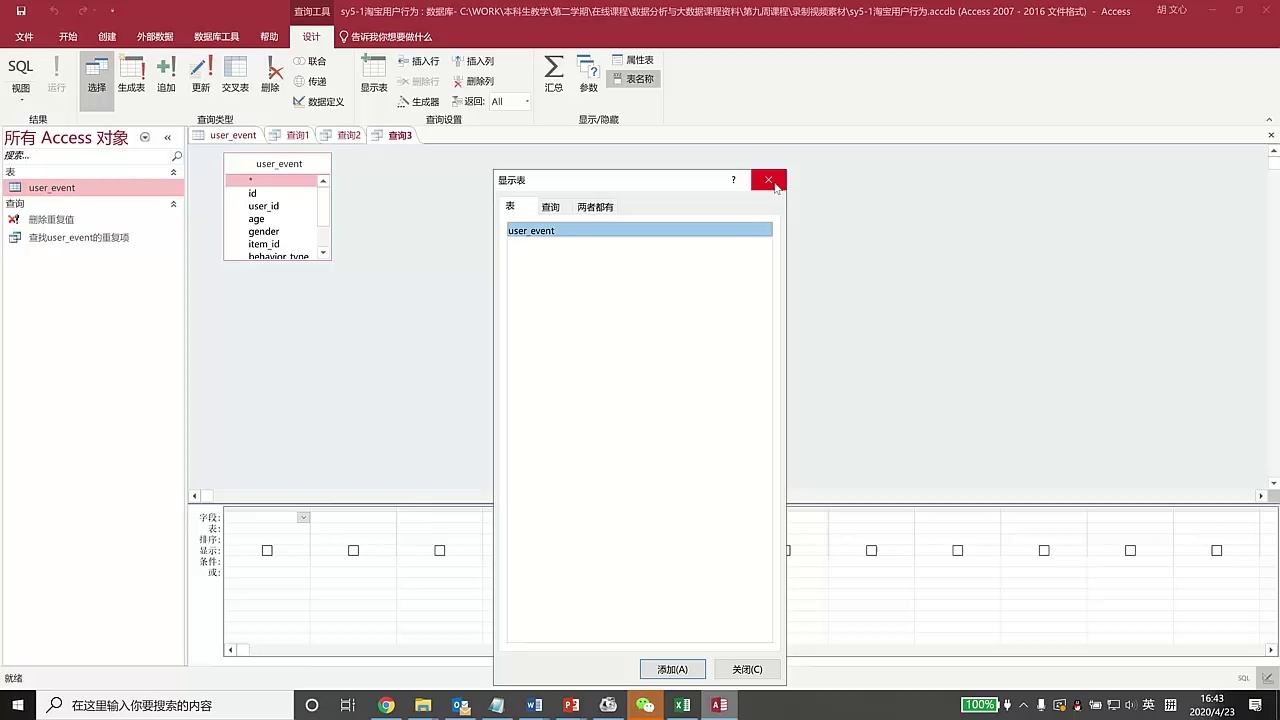 查询工具
sy5-1淘宝用户行为 : 数据库- C:\WORK\本科生教学\第二学期\在线课程\数据分析与大数据课程资料\第九周课程\录制视频素材\sy5-1淘宝用户行为.accdb (Access 2007 - 2016 文件格式) - Access
胡 文心
文件 开始 创建 外部数据 数据库工具 帮助 设计 告诉我你想要做什么
SQL
视图 运行 选择 生成表 追加 更新 交叉表 删除
联合
传递
数据定义
显示表
插入行
删除行
生成器
插入列
删除列
返回: All
汇总 参数
属性表
表名称
结果 查询类型 查询设置 显示/隐藏
所有 Access 对象
搜索...
表
user_event
查询
删除重复值
查找user_event的重复项
user_event 查询1 查询2 查询3
user_event
*
id
user_id
age
gender
item_id
behavior_type
显示表 ?
表 查询 两者都有
user_event
添加(A) 关闭(C)
字段:
表:
排序:
显示:
条件:
或:
就绪
SQL
在这里输入你要搜索的内容
100%
英
16:43
2020/4/23